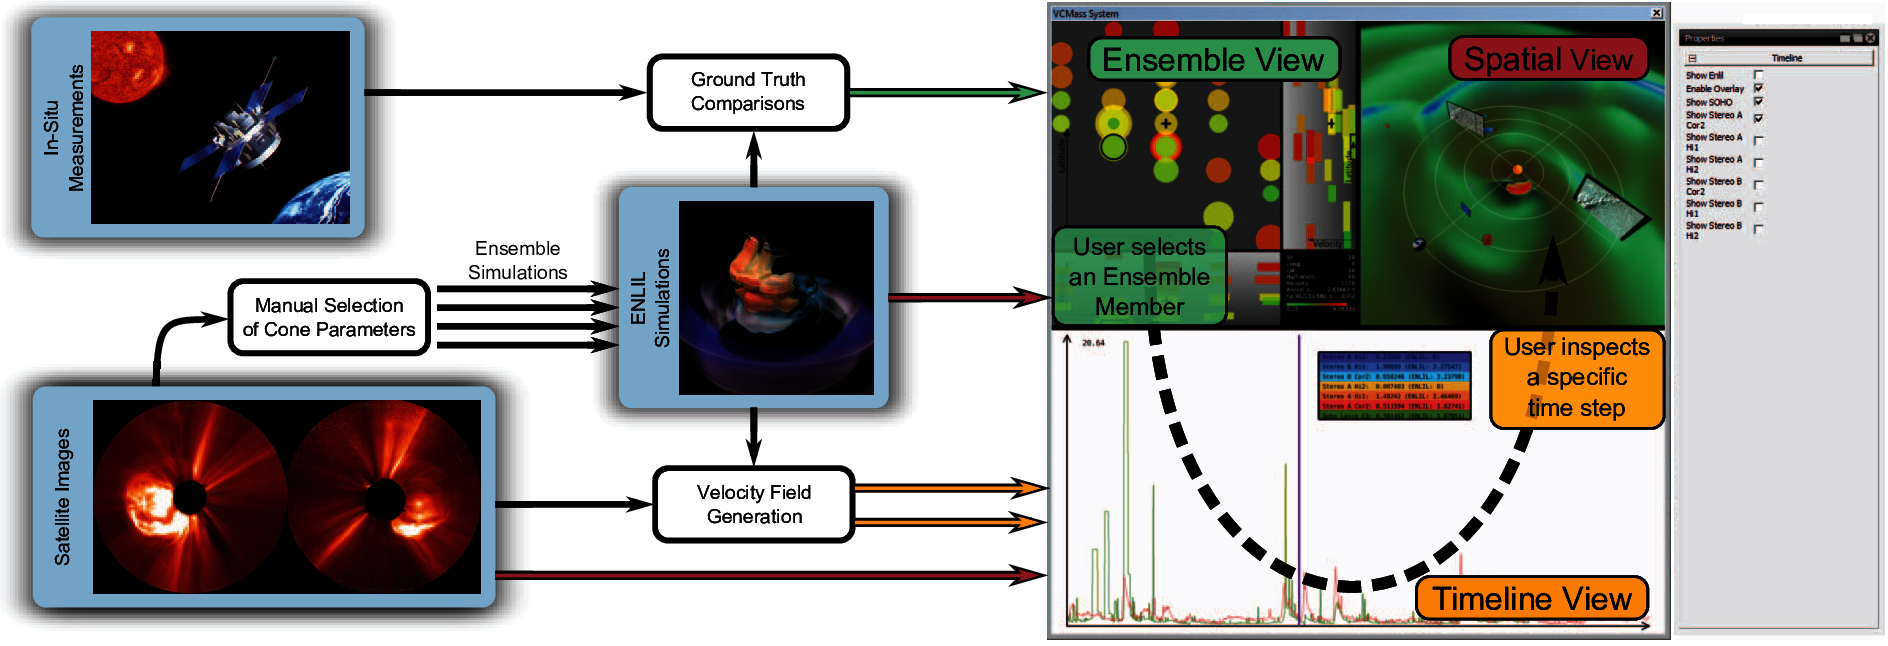 In-Situ
Measurements
Ground Truth
Comparisons
Ensemble
Simulations
Manual Selection
of Cone Parameters
ENLIL
Simulations
Satellite Images
Velocity Field
Generation
VCMass System
Ensemble View
Spatial View
Latitude
Velocity
User selects
an Ensemble
Member
User inspects
a specific
time step
20.64
Timeline View
Properties
Timeline
Show Enlil
Enable Overlay
Show SOHO
Show Stereo A
Cor2
Show Stereo A
Hi1
Show Stereo A
Hi2
Show Stereo B
Cor2
Show Stereo B
Hi1
Show Stereo B
Hi2